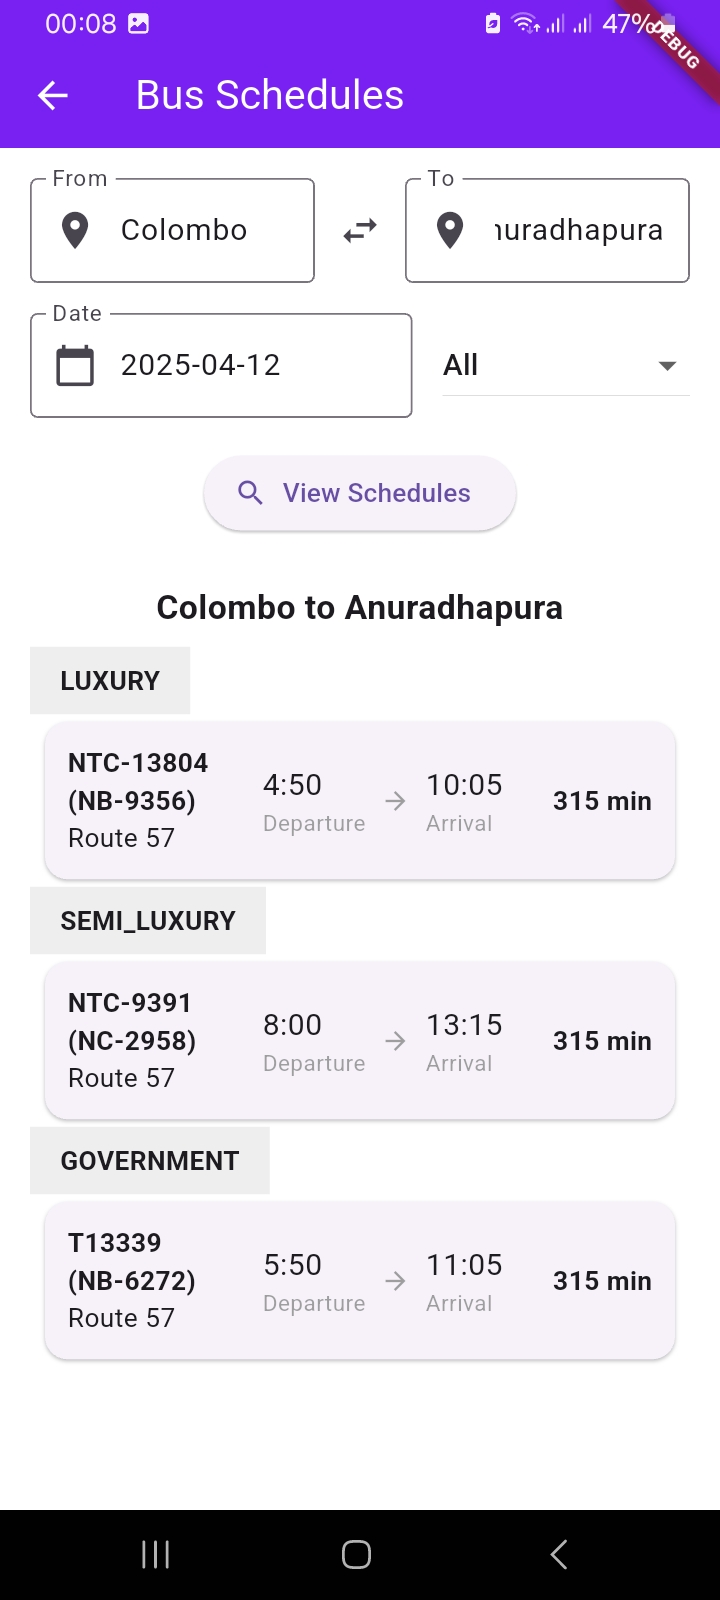 00:08
47%
DEBUG
Bus Schedules
From
To
Colombo
nuradhapura
Date
2025-04-12
All
View Schedules
Colombo to Anuradhapura
LUXURY
NTC-13804
(NB-9356)
Route 57
4:50
Departure
10:05
Arrival
315 min
SEMI_LUXURY
NTC-9391
(NC-2958)
Route 57
8:00
Departure
13:15
Arrival
315 min
GOVERNMENT
T13339
(NB-6272)
Route 57
5:50
Departure
11:05
Arrival
315 min